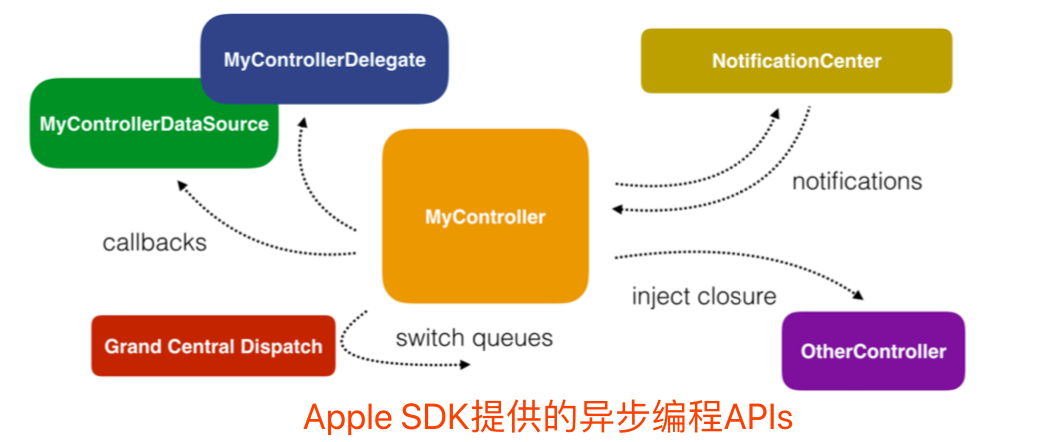 MyControllerDelegate
NotificationCenter
MyControllerDataSource
notifications
MyController
callbacks
inject closure
switch queues
Grand Central Dispatch
OtherController
Apple SDK提供的异步编程APIs